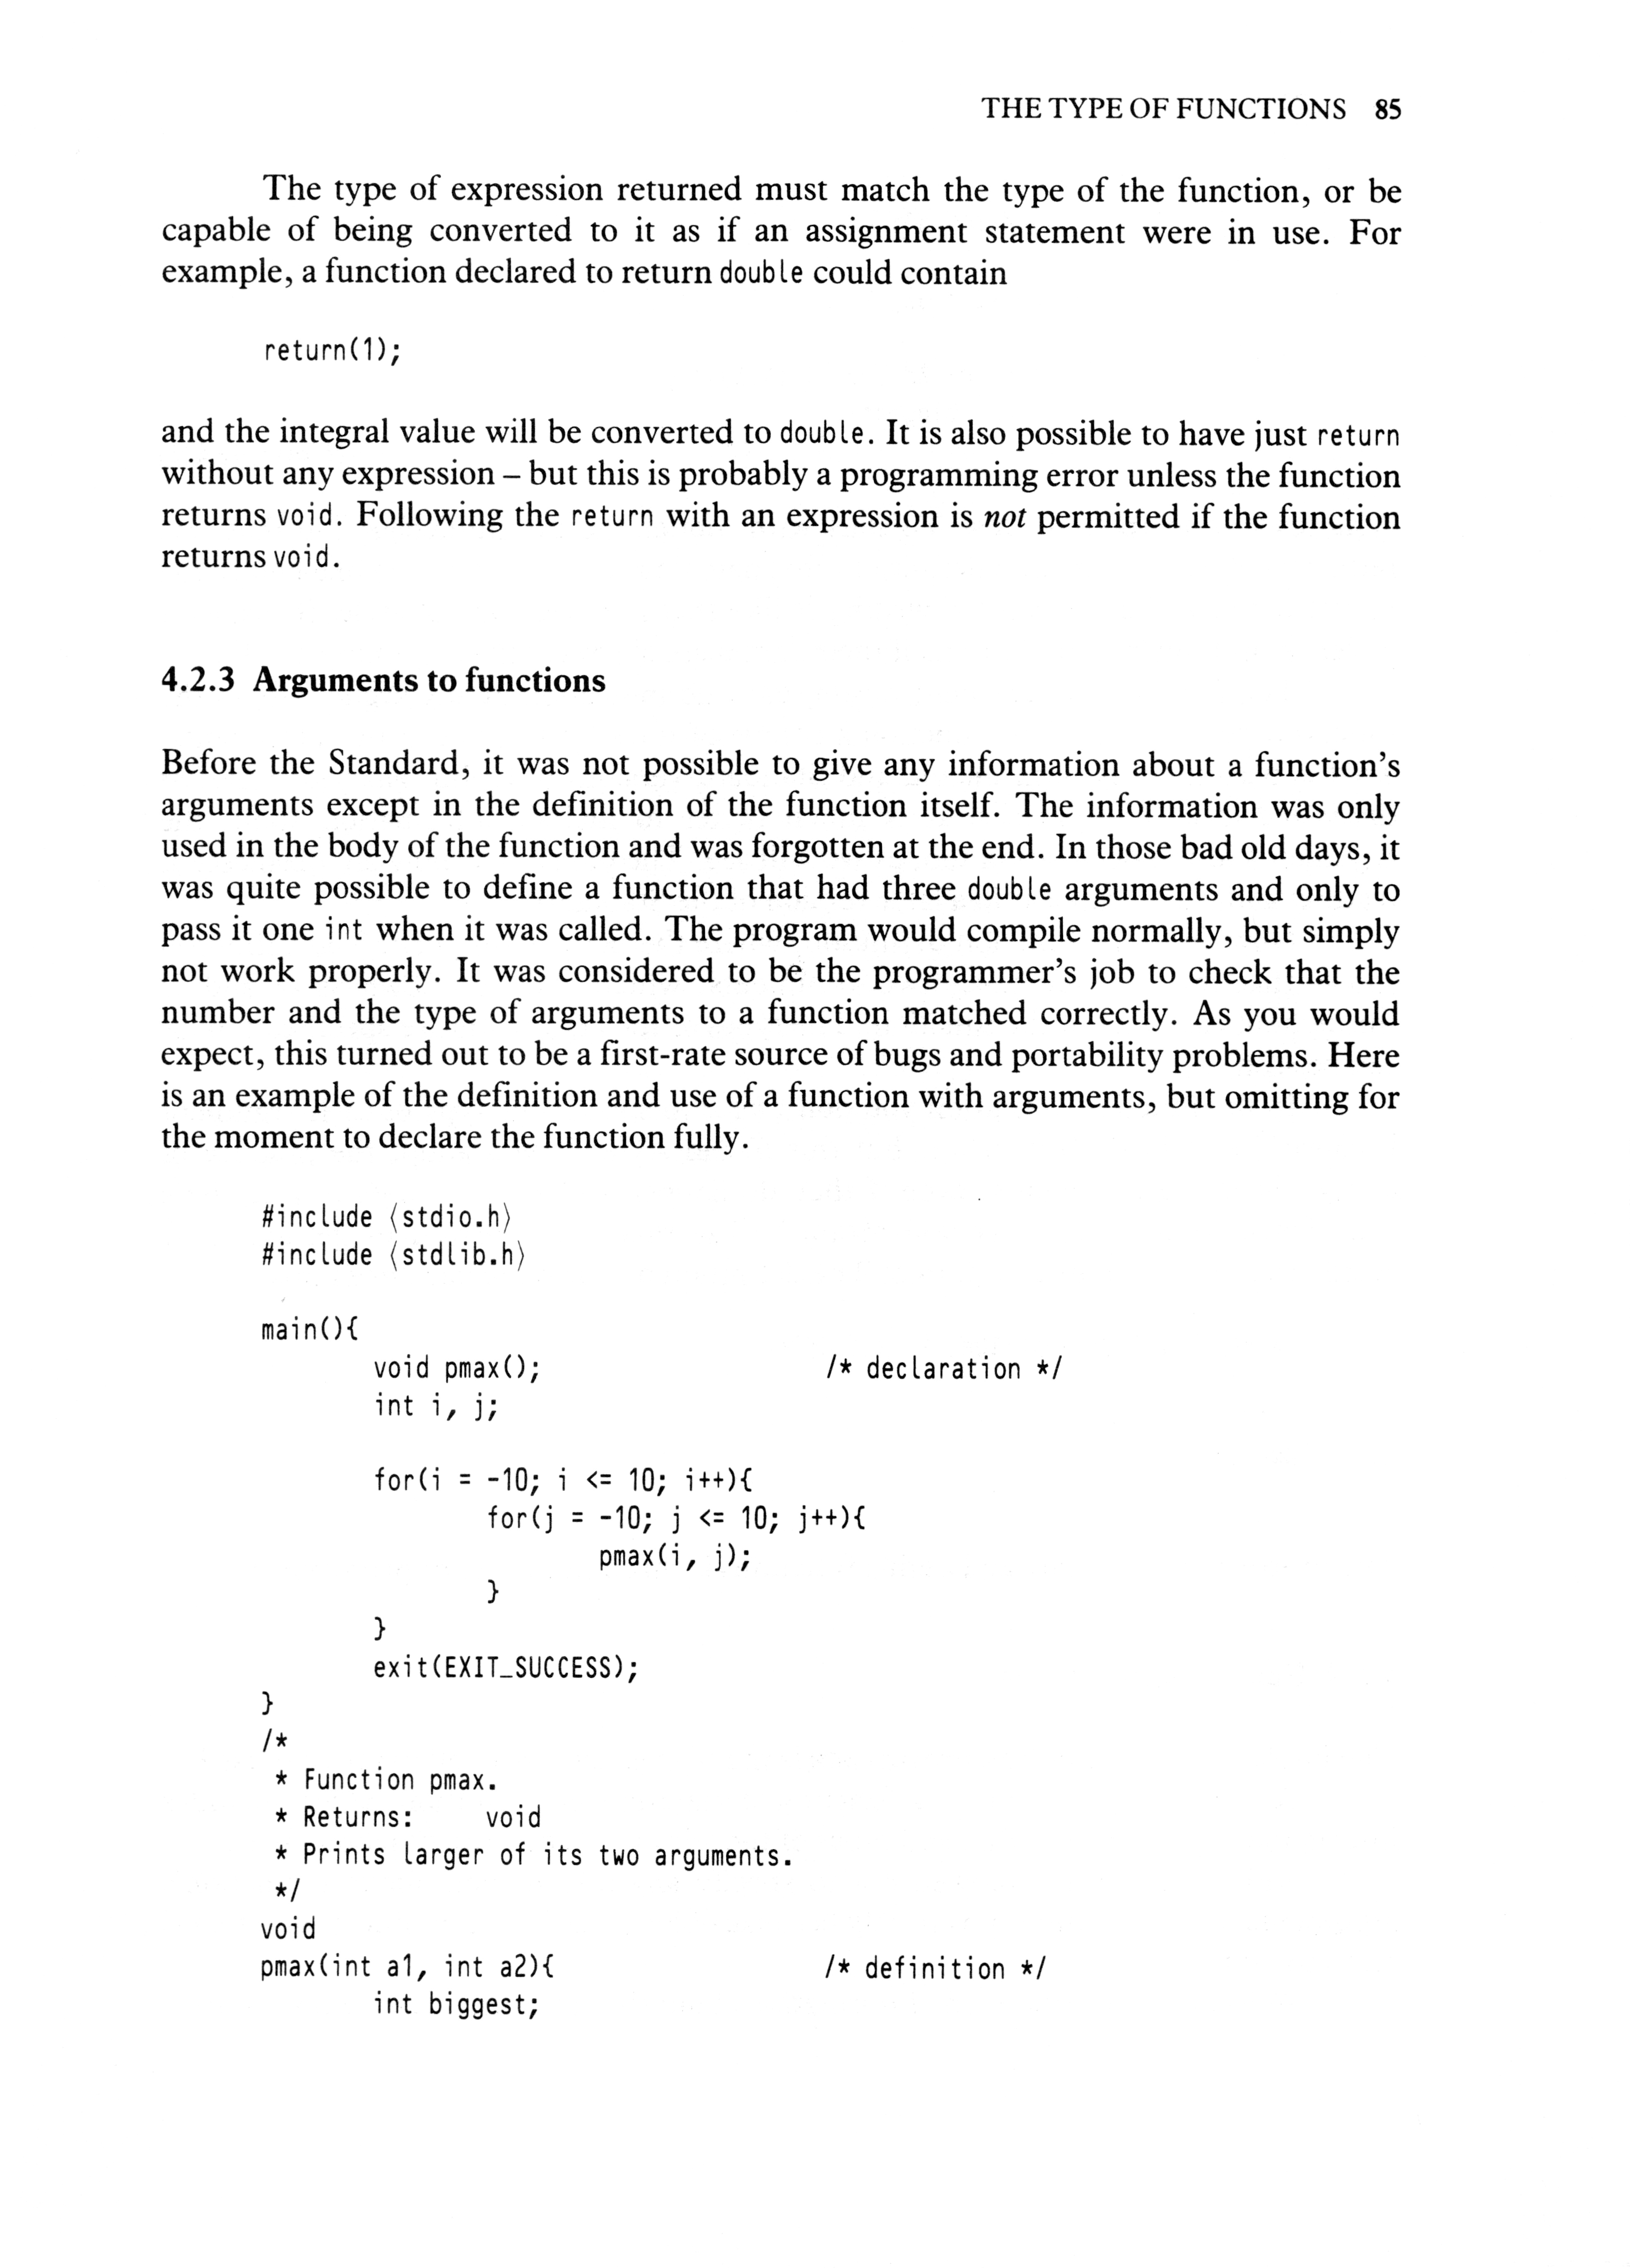 THE TYPE OF FUNCTIONS 85
The type of expression returned must match the type of the function, or be
capable of being converted to it as if an assignment statement were in use. For
example, a function declared to return double could contain
return(1);
and the integral value will be converted to double. It is also possible to have just return
without any expression – but this is probably a programming error unless the function
returns void. Following the return with an expression is not permitted if the function
returns void.
4.2.3 Arguments to functions
Before the Standard, it was not possible to give any information about a function's
arguments except in the definition of the function itself. The information was only
used in the body of the function and was forgotten at the end. In those bad old days, it
was quite possible to define a function that had three double arguments and only to
pass it one int when it was called. The program would compile normally, but simply
not work properly. It was considered to be the programmer's job to check that the
number and the type of arguments to a function matched correctly. As you would
expect, this turned out to be a first-rate source of bugs and portability problems. Here
is an example of the definition and use of a function with arguments, but omitting for
the moment to declare the function fully.
#include ⟨stdio.h⟩
#include ⟨stdlib.h⟩
main(){
void pmax(); /* declaration */
int i, j;
for(i = -10; i <= 10; i++){
for(j = -10; j <= 10; j++){
pmax(i, j);
}
}
exit(EXIT_SUCCESS);
}
/*
* Function pmax.
* Returns: void
* Prints larger of its two arguments.
*/
void
pmax(int a1, int a2){ /* definition */
int biggest;